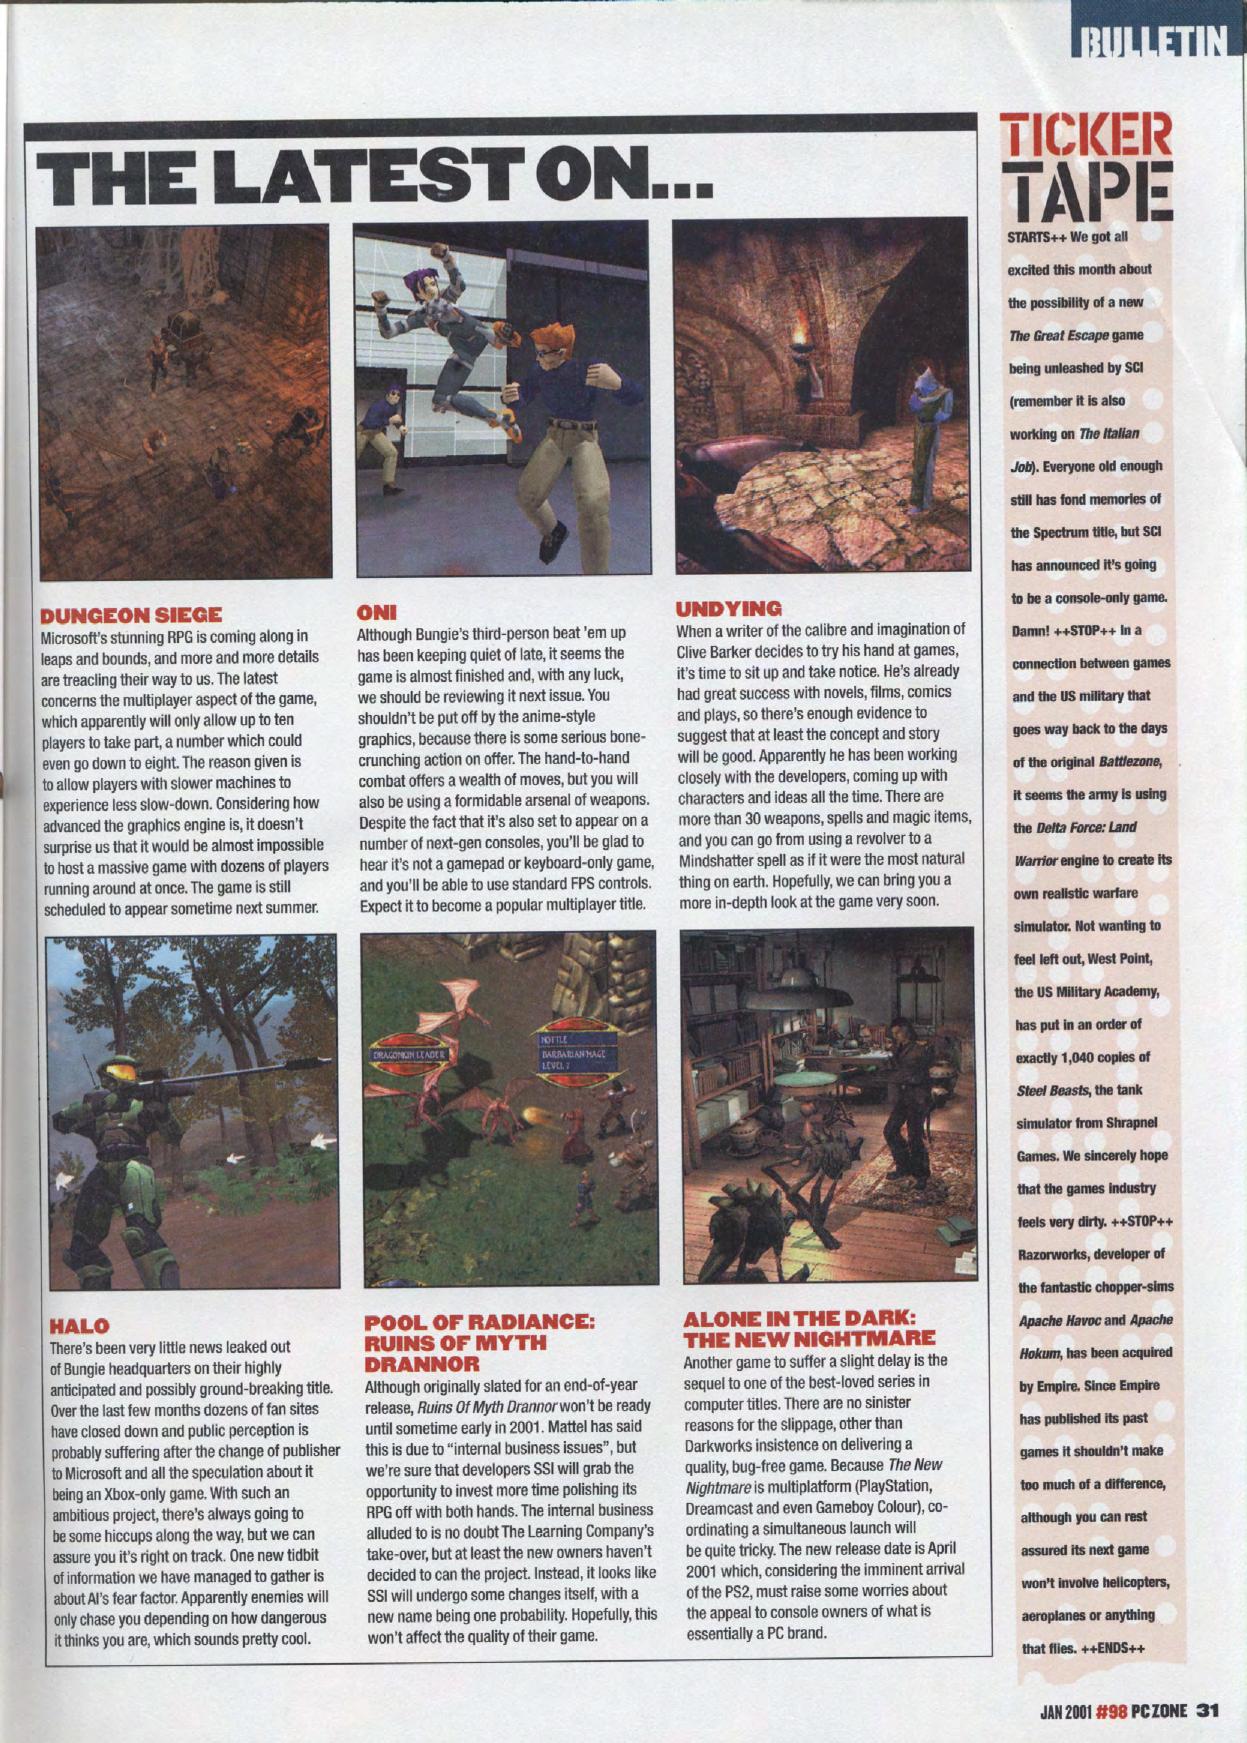 BULLETIN
THE LATEST ON...
DUNGEON SIEGE
Microsoft's stunning RPG is coming along in
leaps and bounds, and more and more details
are treacling their way to us. The latest
concerns the multiplayer aspect of the game,
which apparently will only allow up to ten
players to take part, a number which could
even go down to eight. The reason given is
to allow players with slower machines to
experience less slow-down. Considering how
advanced the graphics engine is, it doesn't
surprise us that it would be almost impossible
to host a massive game with dozens of players
running around at once. The game is still
scheduled to appear sometime next summer.
ONI
Although Bungie's third-person beat 'em up
has been keeping quiet of late, it seems the
game is almost finished and, with any luck,
we should be reviewing it next issue. You
shouldn't be put off by the anime-style
graphics, because there is some serious bone-
crunching action on offer. The hand-to-hand
combat offers a wealth of moves, but you will
also be using a formidable arsenal of weapons.
Despite the fact that it's also set to appear on a
number of next-gen consoles, you'll be glad to
hear it's not a gamepad or keyboard-only game,
and you'll be able to use standard FPS controls.
Expect it to become a popular multiplayer title.
UNDYING
When a writer of the calibre and imagination of
Clive Barker decides to try his hand at games,
it's time to sit up and take notice. He's already
had great success with novels, films, comics
and plays, so there's enough evidence to
suggest that at least the concept and story
will be good. Apparently he has been working
closely with the developers, coming up with
characters and ideas all the time. There are
more than 30 weapons, spells and magic items,
and you can go from using a revolver to a
Mindshatter spell as if it were the most natural
thing on earth. Hopefully, we can bring you a
more in-depth look at the game very soon.
DRAGONKIN LEADER
NOTTLE
BARBARIAN/MAGE
LEVEL 7
HALO
There's been very little news leaked out
of Bungie headquarters on their highly
anticipated and possibly ground-breaking title.
Over the last few months dozens of fan sites
have closed down and public perception is
probably suffering after the change of publisher
to Microsoft and all the speculation about it
being an Xbox-only game. With such an
ambitious project, there's always going to
be some hiccups along the way, but we can
assure you it's right on track. One new tidbit
of information we have managed to gather is
about AI's fear factor. Apparently enemies will
only chase you depending on how dangerous
it thinks you are, which sounds pretty cool.
POOL OF RADIANCE:
RUINS OF MYTH
DRANNOR
Although originally slated for an end-of-year
release, Ruins Of Myth Drannor won't be ready
until sometime early in 2001. Mattel has said
this is due to "internal business issues", but
we're sure that developers SSI will grab the
opportunity to invest more time polishing its
RPG off with both hands. The internal business
alluded to is no doubt The Learning Company's
take-over, but at least the new owners haven't
decided to can the project. Instead, it looks like
SSI will undergo some changes itself, with a
new name being one probability. Hopefully, this
won't affect the quality of their game.
ALONE IN THE DARK:
THE NEW NIGHTMARE
Another game to suffer a slight delay is the
sequel to one of the best-loved series in
computer titles. There are no sinister
reasons for the slippage, other than
Darkworks insistence on delivering a
quality, bug-free game. Because The New
Nightmare is multiplatform (PlayStation,
Dreamcast and even Gameboy Colour), co-
ordinating a simultaneous launch will
be quite tricky. The new release date is April
2001 which, considering the imminent arrival
of the PS2, must raise some worries about
the appeal to console owners of what is
essentially a PC brand.
TICKER
TAPE
STARTS++ We got all
excited this month about
the possibility of a new
The Great Escape game
being unleashed by SCI
(remember it is also
working on The Italian
Job). Everyone old enough
still has fond memories of
the Spectrum title, but SCI
has announced it's going
to be a console-only game.
Damn! ++STOP++ In a
connection between games
and the US military that
goes way back to the days
of the original Battlezone,
it seems the army is using
the Delta Force: Land
Warrior engine to create its
own realistic warfare
simulator. Not wanting to
feel left out, West Point,
the US Military Academy,
has put in an order of
exactly 1,040 copies of
Steel Beasts, the tank
simulator from Shrapnel
Games. We sincerely hope
that the games industry
feels very dirty. ++STOP++
Razorworks, developer of
the fantastic chopper-sims
Apache Havoc and Apache
Hokum, has been acquired
by Empire. Since Empire
has published its past
games it shouldn't make
too much of a difference,
although you can rest
assured its next game
won't involve helicopters,
aeroplanes or anything
that flies. ++ENDS++
JAN 2001 #98 PC ZONE 31